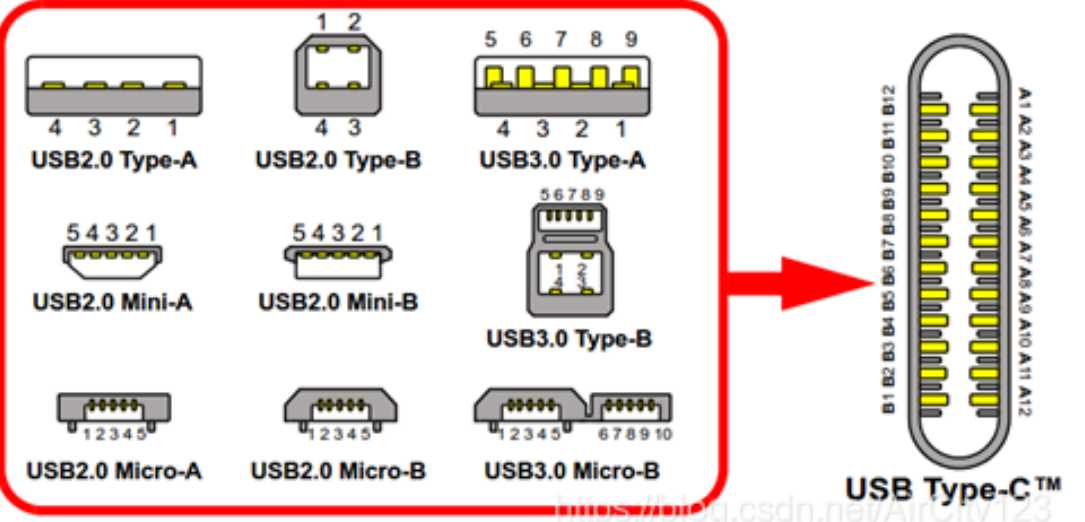 4 3 2 1
USB2.0 Type-A
1 2
4 3
USB2.0 Type-B
5 6 7 8 9
4 3 2 1
USB3.0 Type-A
5 4 3 2 1
USB2.0 Mini-A
5 4 3 2 1
USB2.0 Mini-B
5 6 7 8 9
1 2
USB3.0 Type-B
1 2 3 4 5
USB2.0 Micro-A
1 2 3 4 5
USB2.0 Micro-B
1 2 3 4 5 6 7 8 9 10
USB3.0 Micro-B
B1 B2 B3 B4 B5 B6 B7 B8 B9 B10 B11 B12
A1 A2 A3 A4 A5 A6 A7 A8 A9 A10 A11 A12
USB Type-C™
https://blog.csdn.net/AirCity123